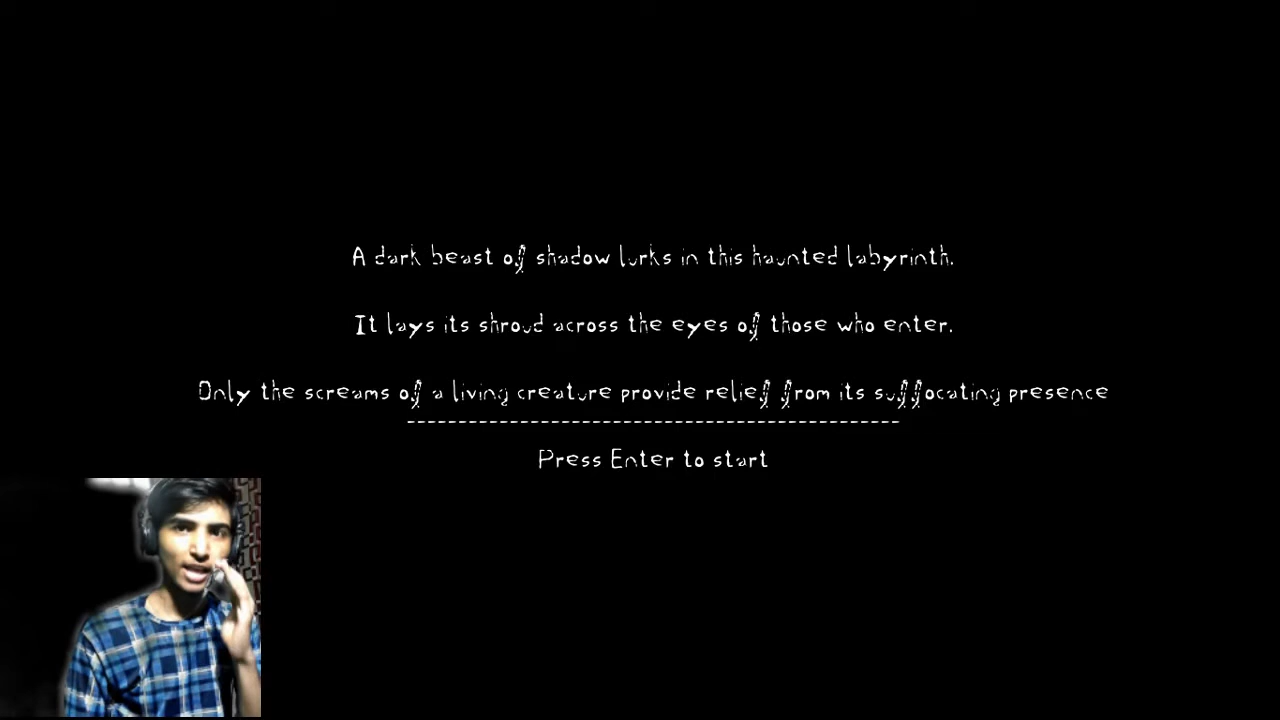 A dark beast of shadow lurks in this haunted labyrinth.
It lays its shroud across the eyes of those who enter.
Only the screams of a living creature provide relief from its suffocating presence
------------------------------------------
Press Enter to start